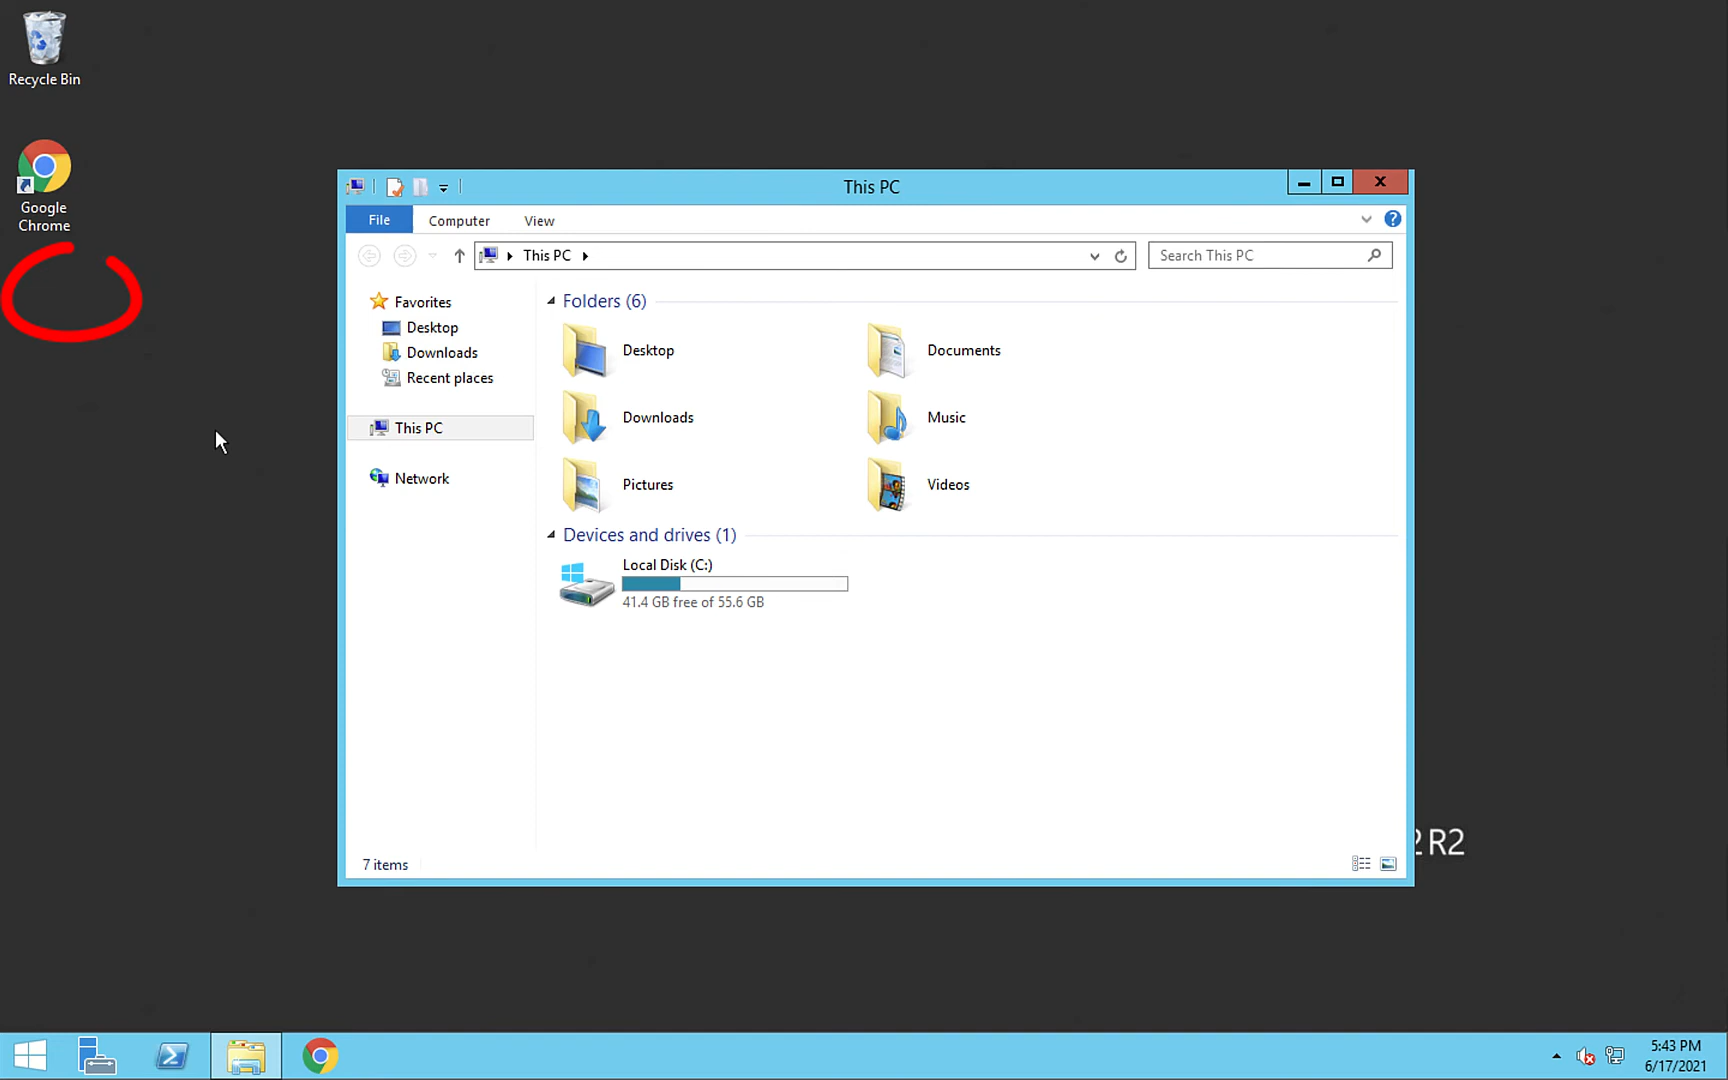 Recycle Bin
Google
Chrome
This PC
File
Computer
View
This PC
Search This PC
Favorites
Desktop
Downloads
Recent places
This PC
Network
Folders (6)
Desktop
Documents
Downloads
Music
Pictures
Videos
Devices and drives (1)
Local Disk (C:)
41.4 GB free of 55.6 GB
7 items
2 R2
5:43 PM
6/17/2021